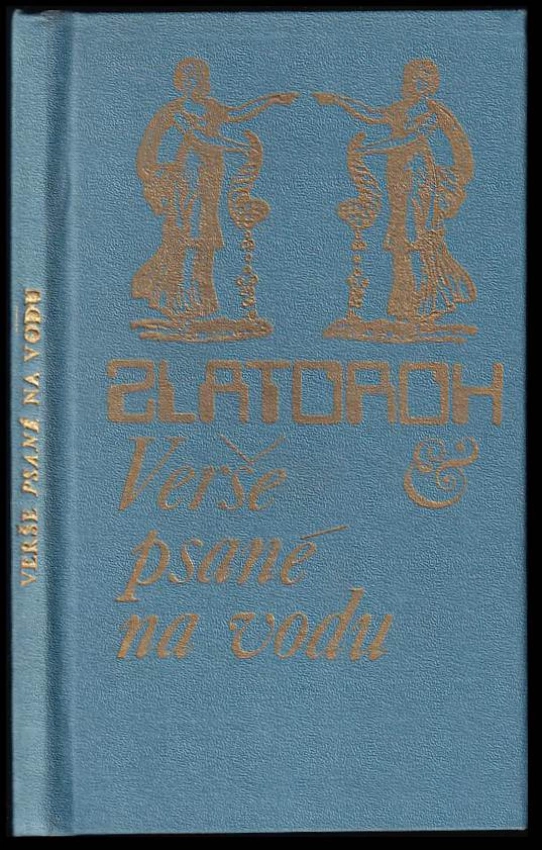 VERŠE PSANÉ NA VODU
ZLATOROH
Verše &
psané
na vodu